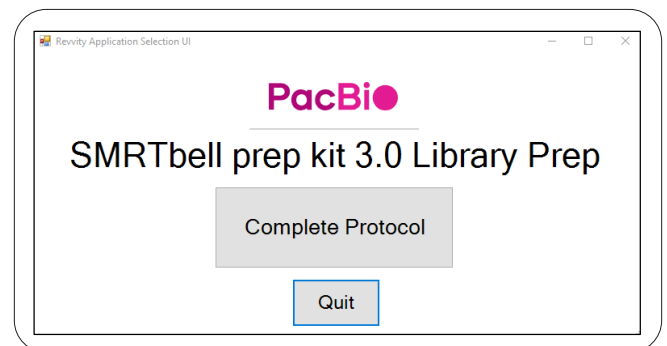 Revvity Application Selection UI
PacBio
SMRTbell prep kit 3.0 Library Prep
Complete Protocol
Quit